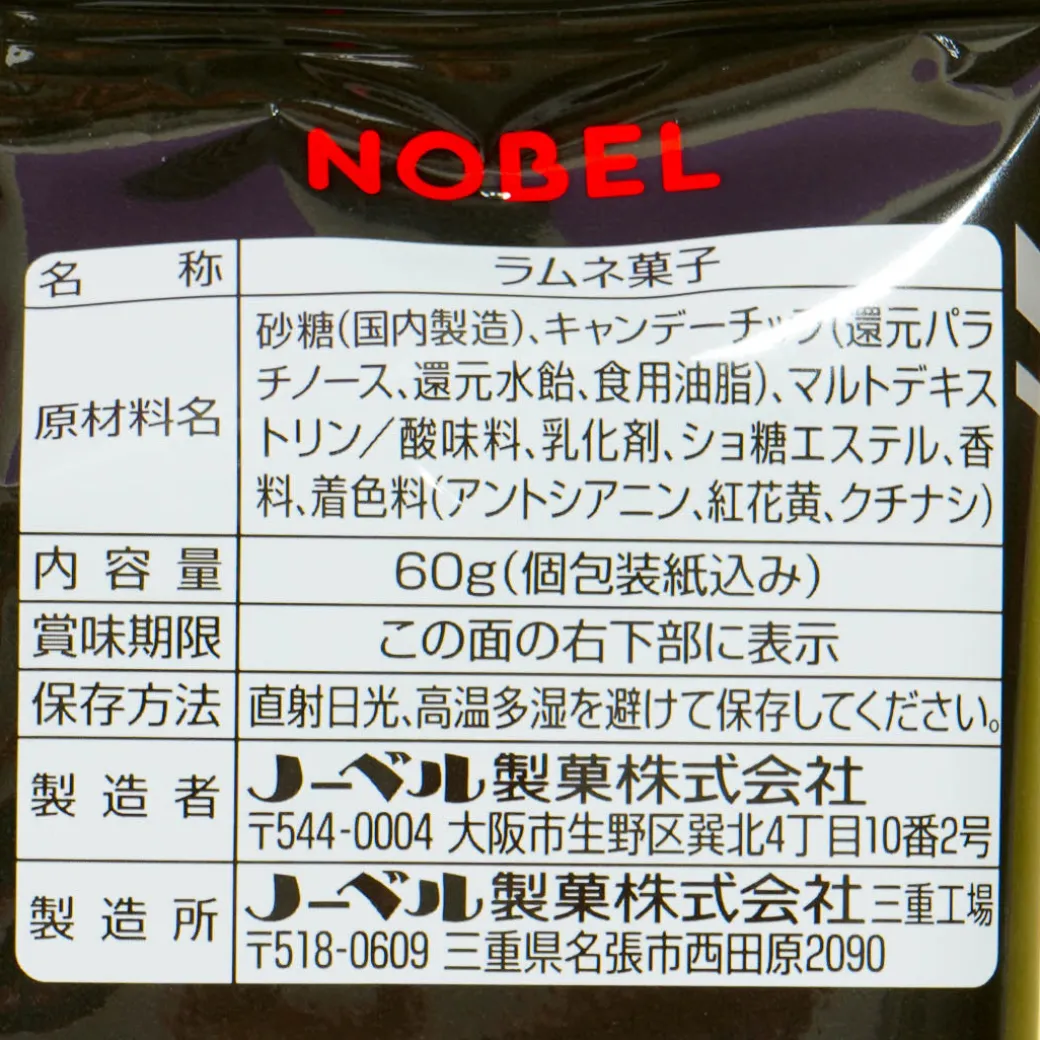 NOBEL
名称 ラムネ菓子
原材料名
砂糖(国内製造)、キャンデーチップ(還元パラ
チノース、還元水飴、食用油脂)、マルトデキス
トリン/酸味料、乳化剤、ショ糖エステル、香
料、着色料(アントシアニン、紅花黄、クチナシ)
内容量 60g(個包装紙込み)
賞味期限 この面の右下部に表示
保存方法 直射日光、高温多湿を避けて保存してください。
製造者 ノーベル製菓株式会社
〒544-0004 大阪市生野区巽北4丁目10番2号
製造所 ノーベル製菓株式会社三重工場
〒518-0609 三重県名張市西田原2090